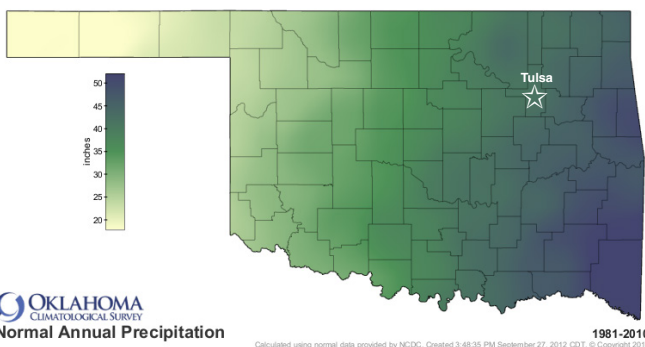 Tulsa
50
45
40
35
30
25
20
inches
OKLAHOMA
CLIMATOLOGICAL SURVEY
Normal Annual Precipitation
1981-2010
Calculated using normal data provided by NCDC. Created 3:48:35 PM September 27, 2012 CDT. © Copyright 201